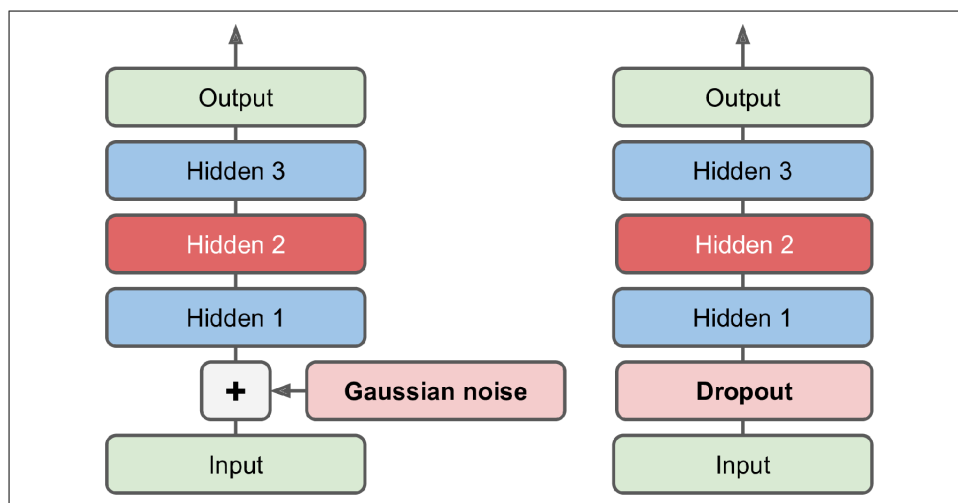 Output
Hidden 3
Hidden 2
Hidden 1
+
Gaussian noise
Input
Output
Hidden 3
Hidden 2
Hidden 1
Dropout
Input